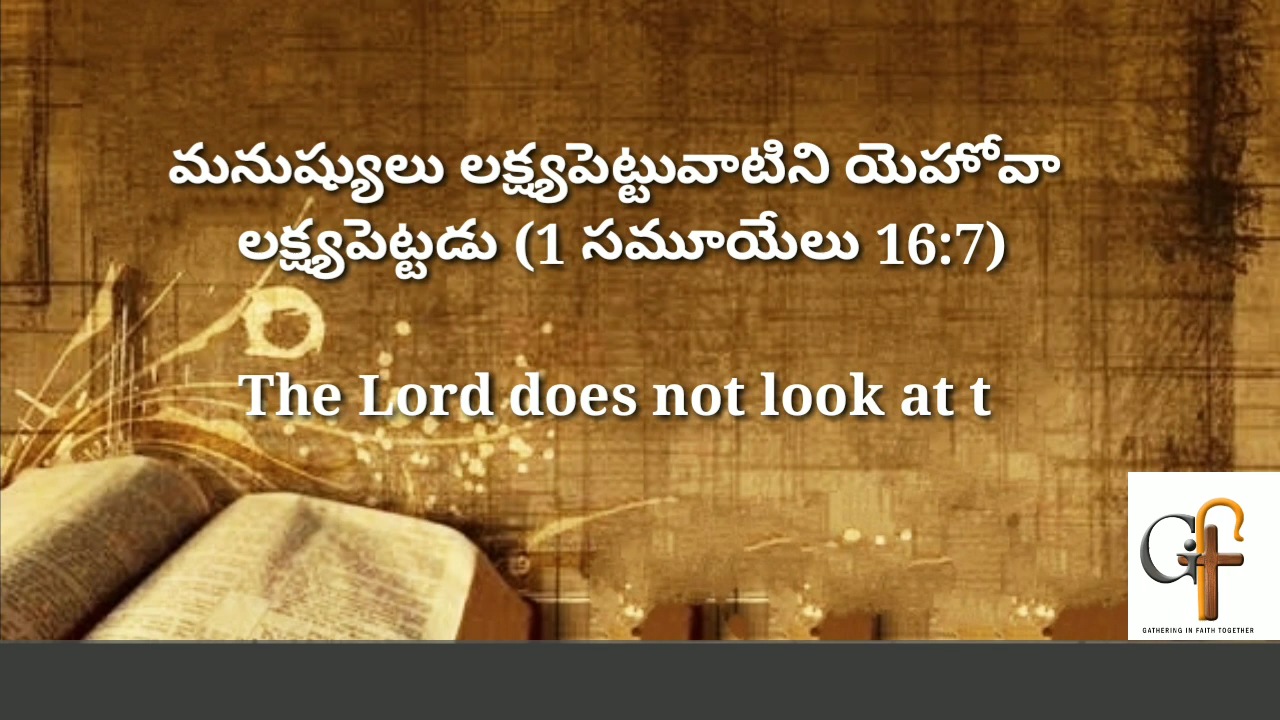 మనుష్యులు లక్ష్యపెట్టువాటిని యెహోవా
లక్ష్యపెట్టడు (1 సమూయేలు 16:7)
The Lord does not look at t
Gif
GATHERING IN FAITH TOGETHER